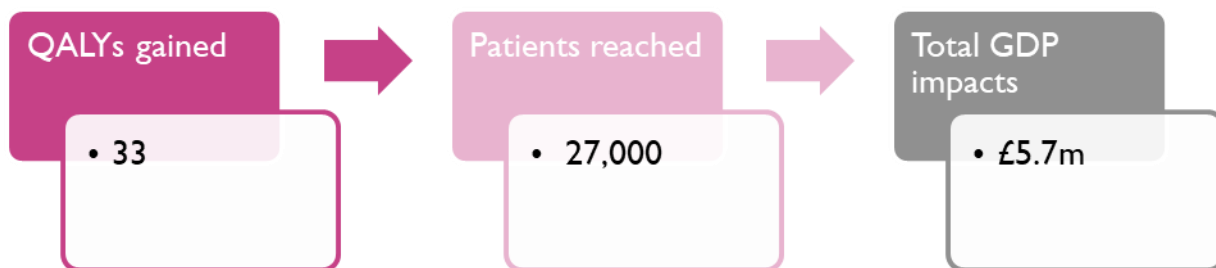 QALYs gained
• 33
Patients reached
• 27,000
Total GDP
impacts
• £5.7m